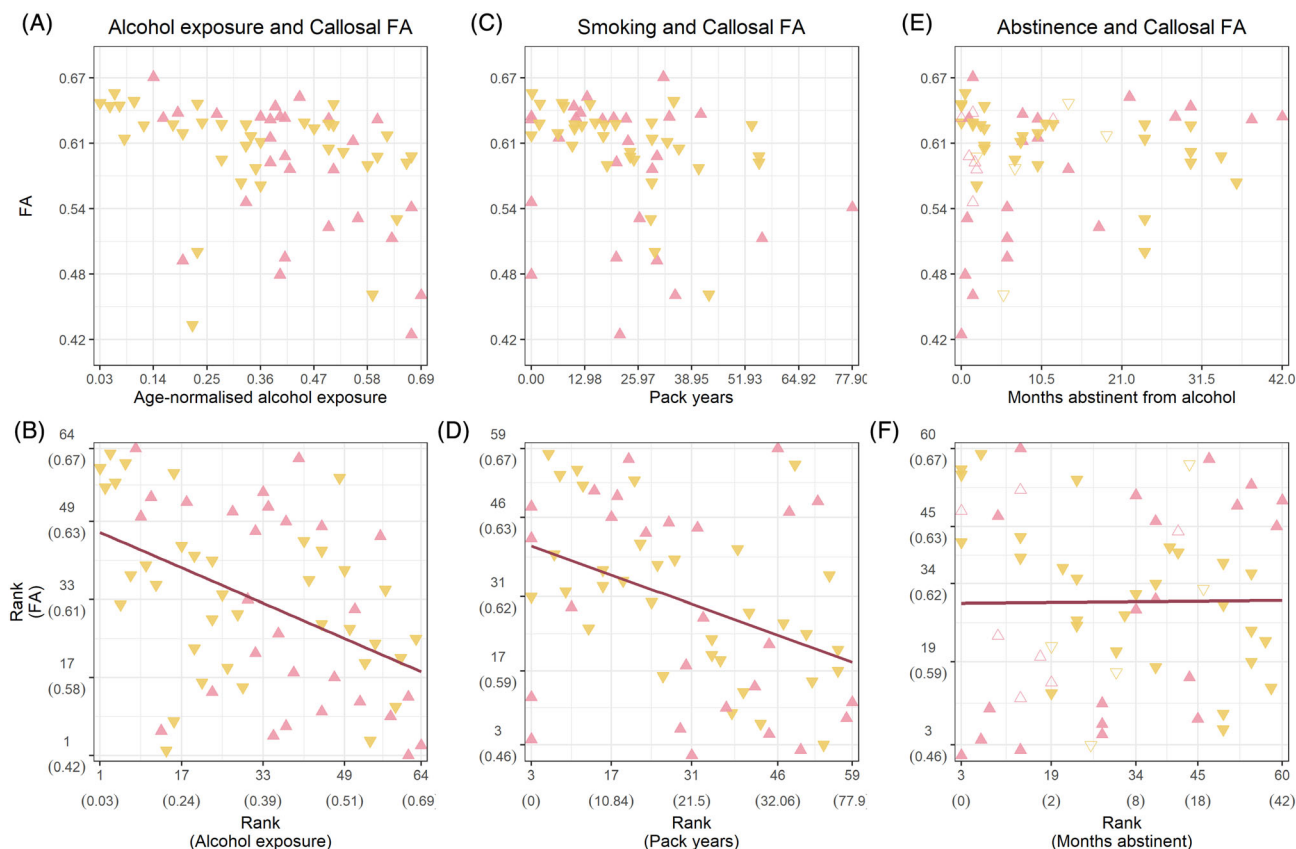 (A)
Alcohol exposure and Callosal FA
0.67
0.61
0.54
0.48
0.42
FA
0.03 0.14 0.25 0.36 0.47 0.58 0.69
Age-normalised alcohol exposure
(C)
Smoking and Callosal FA
0.67
0.61
0.54
0.48
0.42
0.00 12.98 25.97 38.95 51.93 64.92 77.90
Pack years
(E)
Abstinence and Callosal FA
0.67
0.61
0.54
0.48
0.42
0.0 10.5 21.0 31.5 42.0
Months abstinent from alcohol
(B)
64
(0.67)
49
(0.63)
33
(0.61)
17
(0.58)
1
(0.42)
Rank
(FA)
1 17 33 49 64
(0.03) (0.24) (0.39) (0.51) (0.69)
Rank
(Alcohol exposure)
(D)
59
(0.67)
46
(0.63)
31
(0.62)
17
(0.59)
3
(0.46)
3 17 31 46 59
(0) (10.84) (21.5) (32.06) (77.9)
Rank
(Pack years)
(F)
60
(0.67)
45
(0.63)
34
(0.62)
19
(0.59)
3
(0.46)
3 19 34 45 60
(0) (2) (8) (18) (42)
Rank
(Months abstinent)